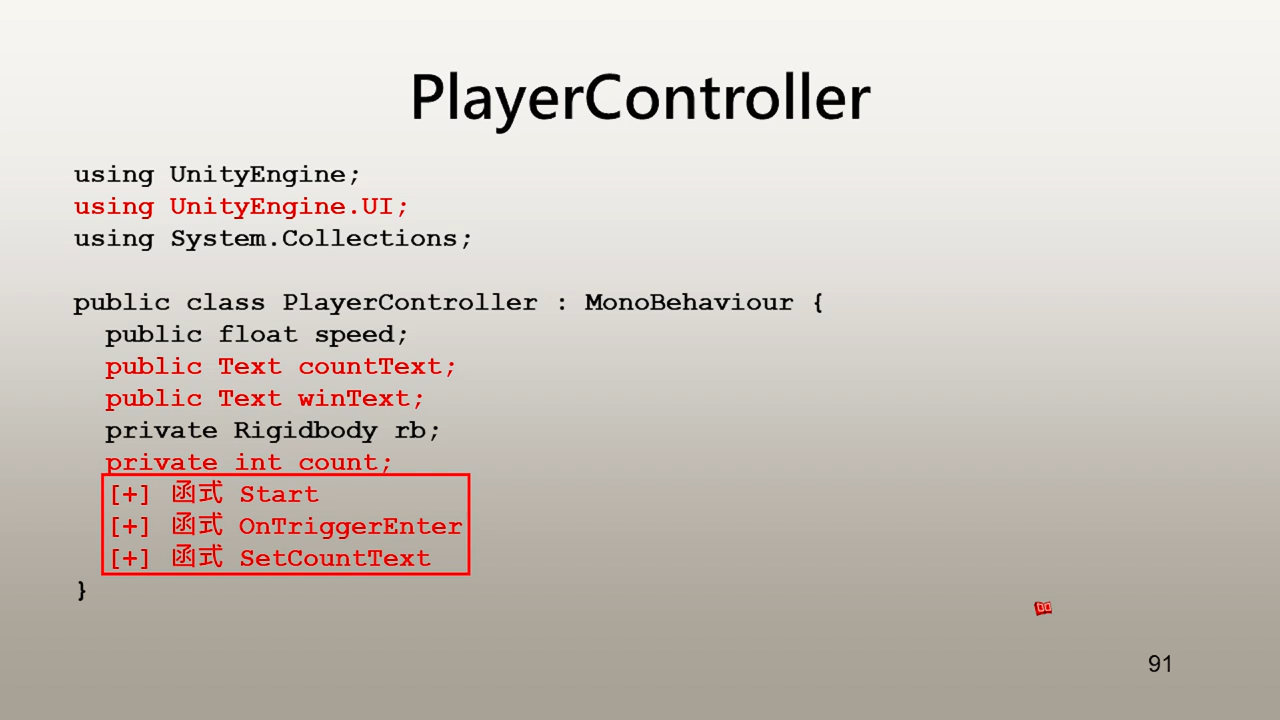 PlayerController
using UnityEngine;
using UnityEngine.UI;
using System.Collections;
public class PlayerController : MonoBehaviour {
public float speed;
public Text countText;
public Text winText;
private Rigidbody rb;
private int count;
[+] 函式 Start
[+] 函式 OnTriggerEnter
[+] 函式 SetCountText
}
91